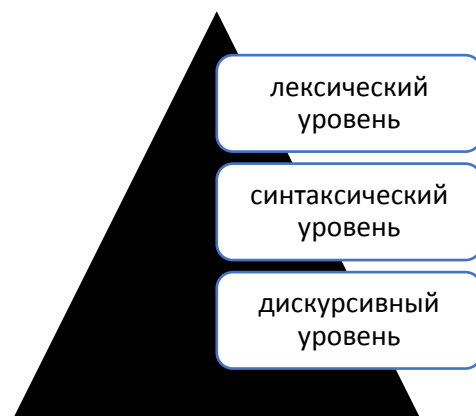 лексический
уровень
синтаксический
уровень
дискурсивный
уровень